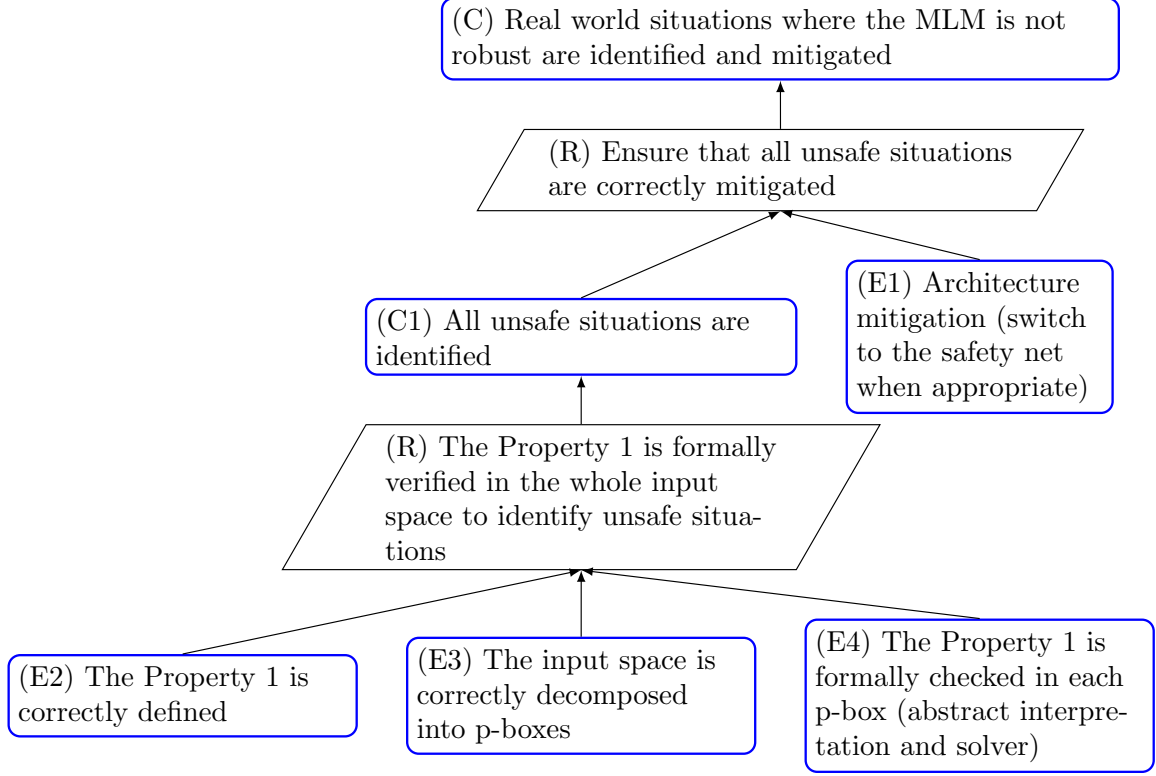 (C) Real world situations where the MLM is not
robust are identified and mitigated
(R) Ensure that all unsafe situations
are correctly mitigated
(C1) All unsafe situations are
identified
(E1) Architecture
mitigation (switch
to the safety net
when appropriate)
(R) The Property 1 is formally
verified in the whole input
space to identify unsafe situa-
tions
(E2) The Property 1 is
correctly defined
(E3) The input space is
correctly decomposed
into p-boxes
(E4) The Property 1 is
formally checked in each
p-box (abstract interpre-
tation and solver)